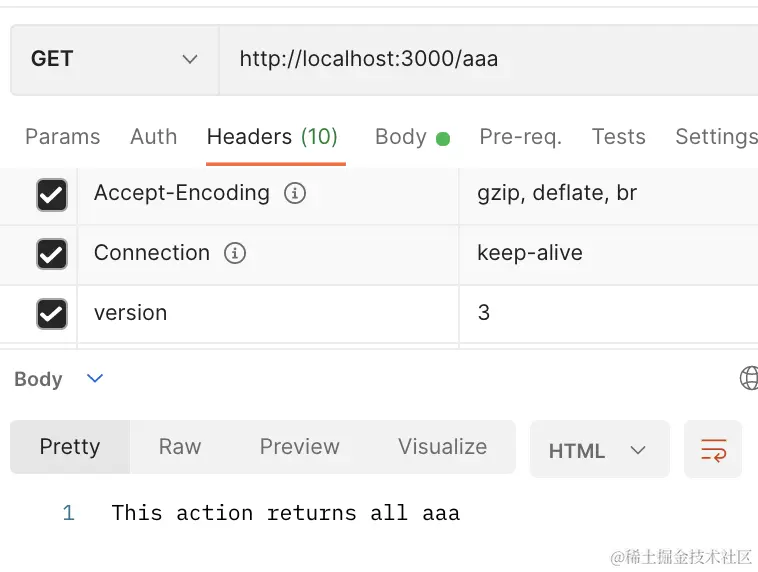 GET http://localhost:3000/aaa
Params Auth Headers (10) Body Pre-req. Tests Settings
Accept-Encoding gzip, deflate, br
Connection keep-alive
version 3
Body
Pretty Raw Preview Visualize HTML
1 This action returns all aaa
@稀土掘金技术社区